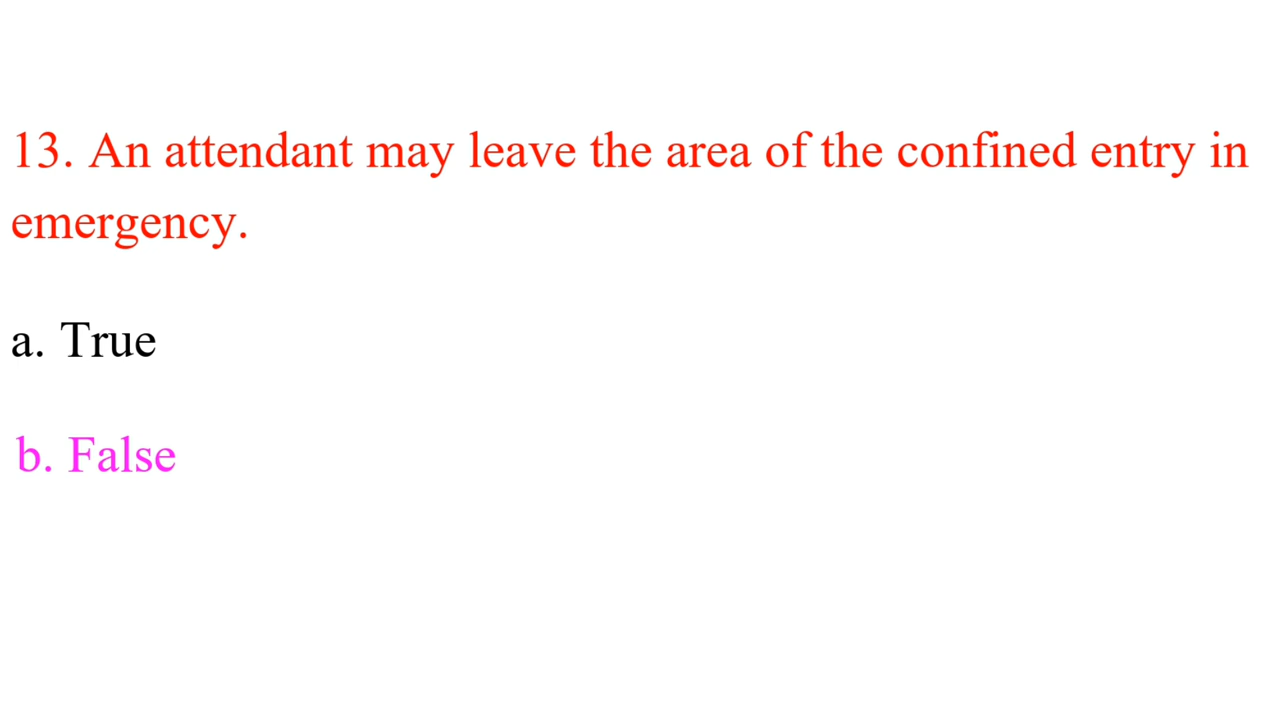 13. An attendant may leave the area of the confined entry in
emergency.
a. True
b. False